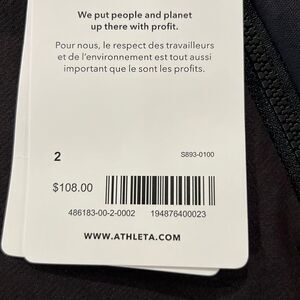 We put people and planet
up there with profit.
Pour nous, le respect des travailleurs
et de l'environnement est tout aussi
important que le sont les profits.
2 S893-0100
$108.00
486183-00-2-0002 194876400023
WWW.ATHLETA.COM